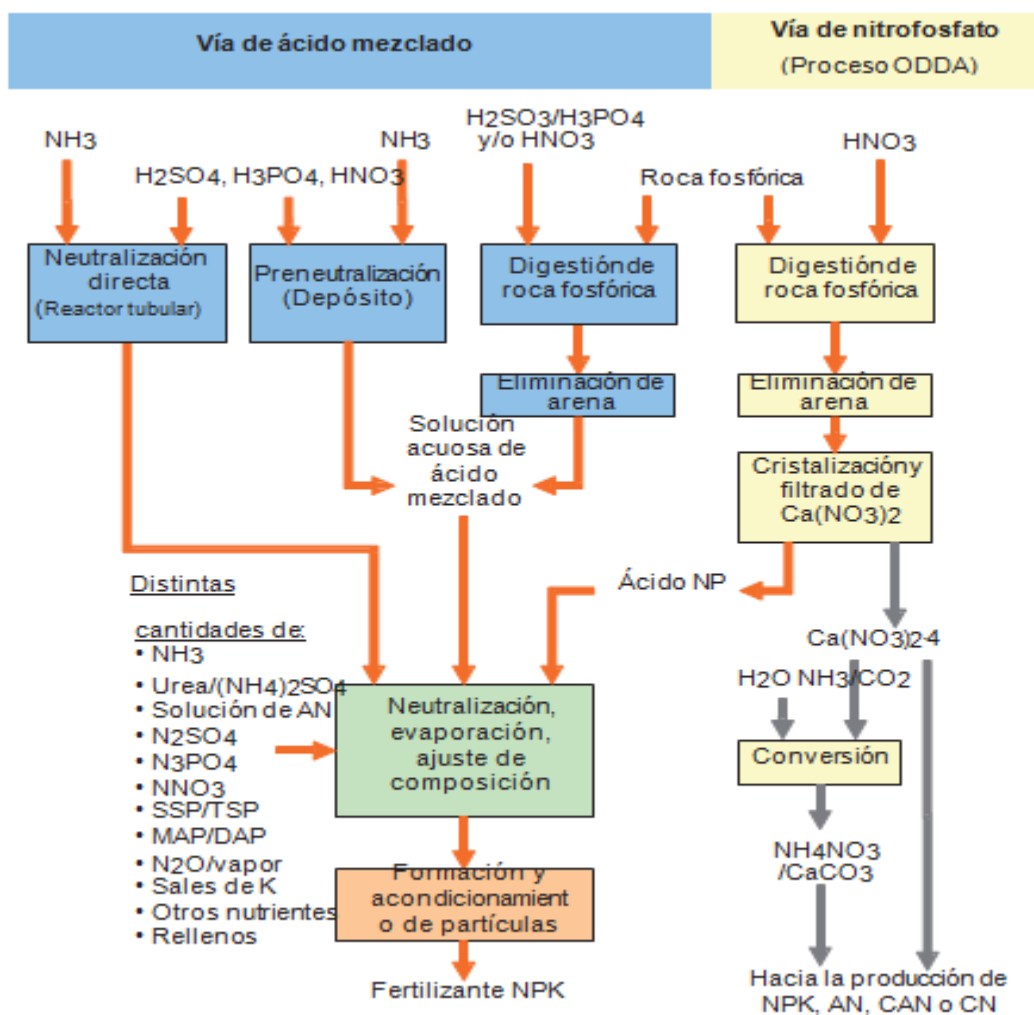 Vía de ácido mezclado
Vía de nitrofosfato
(Proceso ODDA)
NH3
H2SO4, H3PO4, HNO3
NH3
H2SO3/H3PO4
y/o HNO3
Roca fosfórica
HNO3
Neutralización
directa
(Reactor tubular)
Preneutralización
(Depósito)
Digestión de
roca fosfórica
Digestión de
roca fosfórica
Eliminación de
arena
Eliminación de
arena
Solución
acuosa de
ácido
mezclado
Cristalización y
filtrado de
Ca(NO3)2
Ácido NP
Distintas
cantidades de:
• NH3
• Urea/(NH4)2SO4
• Solución de AN
• N2SO4
• N3PO4
• NNO3
• SSP/TSP
• MAP/DAP
• N2O/vapor
• Sales de K
• Otros nutrientes
• Rellenos
Neutralización,
evaporación,
ajuste de
composición
Formación y
acondicionamient
o de partículas
Fertilizante NPK
Ca(NO3)2·4
H2O NH3/CO2
Conversión
NH4NO3
/CaCO3
Hacia la producción de
NPK, AN, CAN o CN